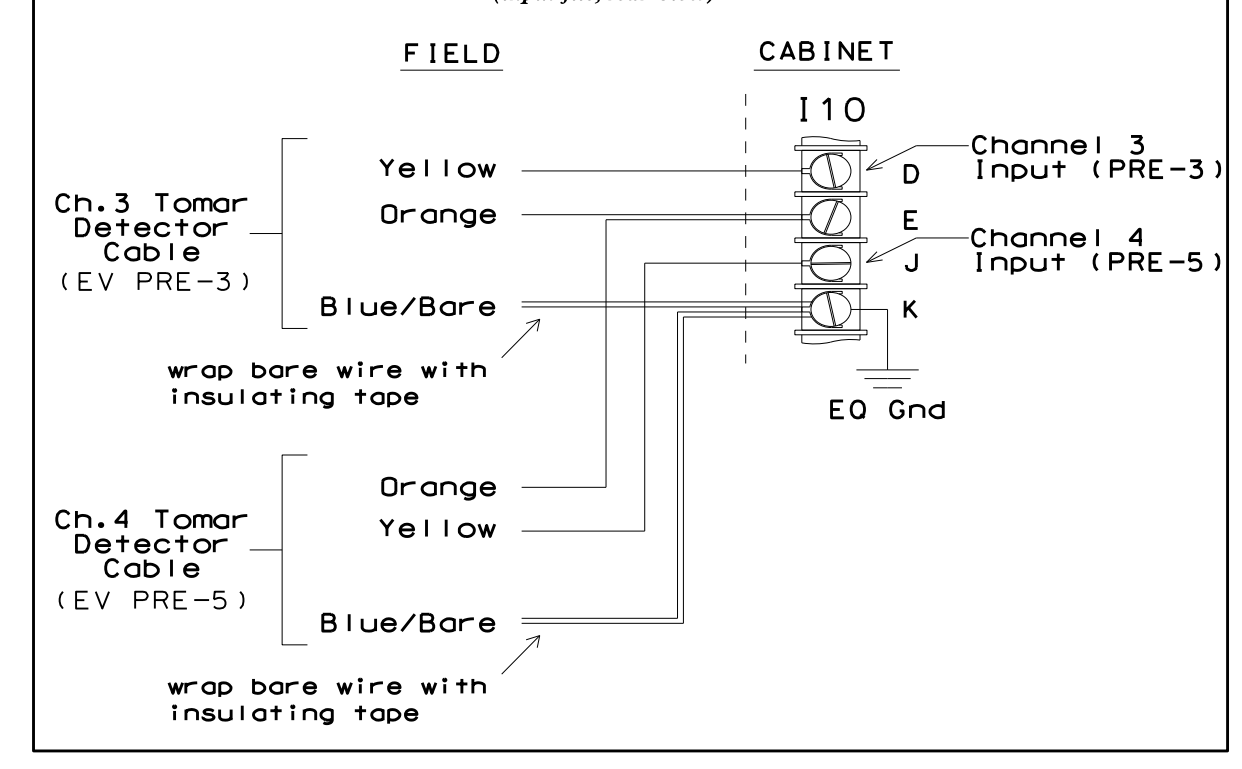 FIELD
CABINET
I10
Yellow
D
Channel 3
Input (PRE-3)
Ch.3 Tomar
Detector
Cable
(EV PRE-3)
Orange
E
Channel 4
Input (PRE-5)
J
Blue/Bare
K
wrap bare wire with
insulating tape
EQ Gnd
Ch.4 Tomar
Detector
Cable
(EV PRE-5)
Orange
Yellow
Blue/Bare
wrap bare wire with
insulating tape